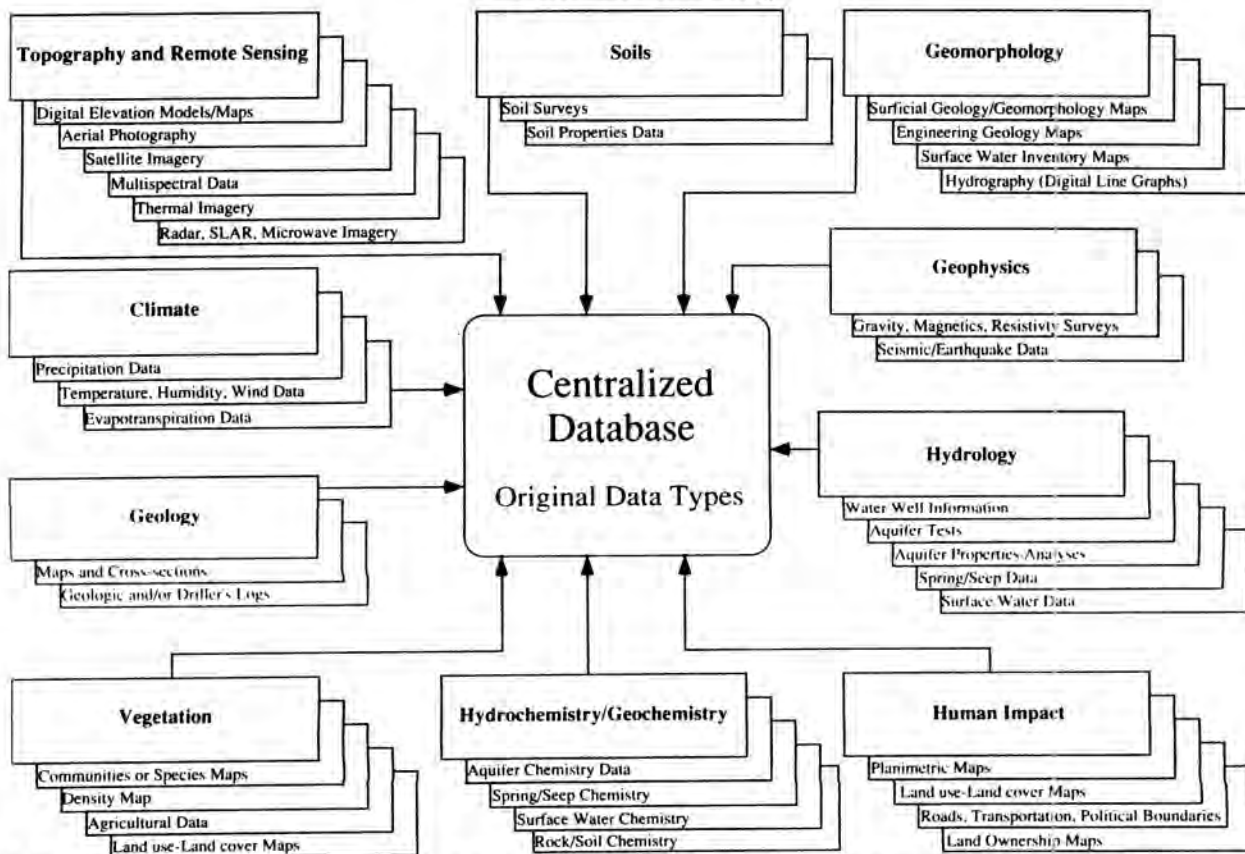 Topography and Remote Sensing
Digital Elevation Models/Maps
Aerial Photography
Satellite Imagery
Multispectral Data
Thermal Imagery
Radar, SLAR, Microwave Imagery
Soils
Soil Surveys
Soil Properties Data
Geomorphology
Surficial Geology/Geomorphology Maps
Engineering Geology Maps
Surface Water Inventory Maps
Hydrography (Digital Line Graphs)
Climate
Precipitation Data
Temperature, Humidity, Wind Data
Evapotranspiration Data
Geophysics
Gravity, Magnetics, Resistivty Surveys
Seismic/Earthquake Data
Centralized
Database
Original Data Types
Geology
Maps and Cross-sections
Geologic and/or Driller's Logs
Hydrology
Water Well Information
Aquifer Tests
Aquifer Properties Analyses
Spring/Seep Data
Surface Water Data
Vegetation
Communities or Species Maps
Density Map
Agricultural Data
Land use-Land cover Maps
Hydrochemistry/Geochemistry
Aquifer Chemistry Data
Spring/Seep Chemistry
Surface Water Chemistry
Rock/Soil Chemistry
Human Impact
Planimetric Maps
Land use-Land cover Maps
Roads, Transportation, Political Boundaries
Land Ownership Maps